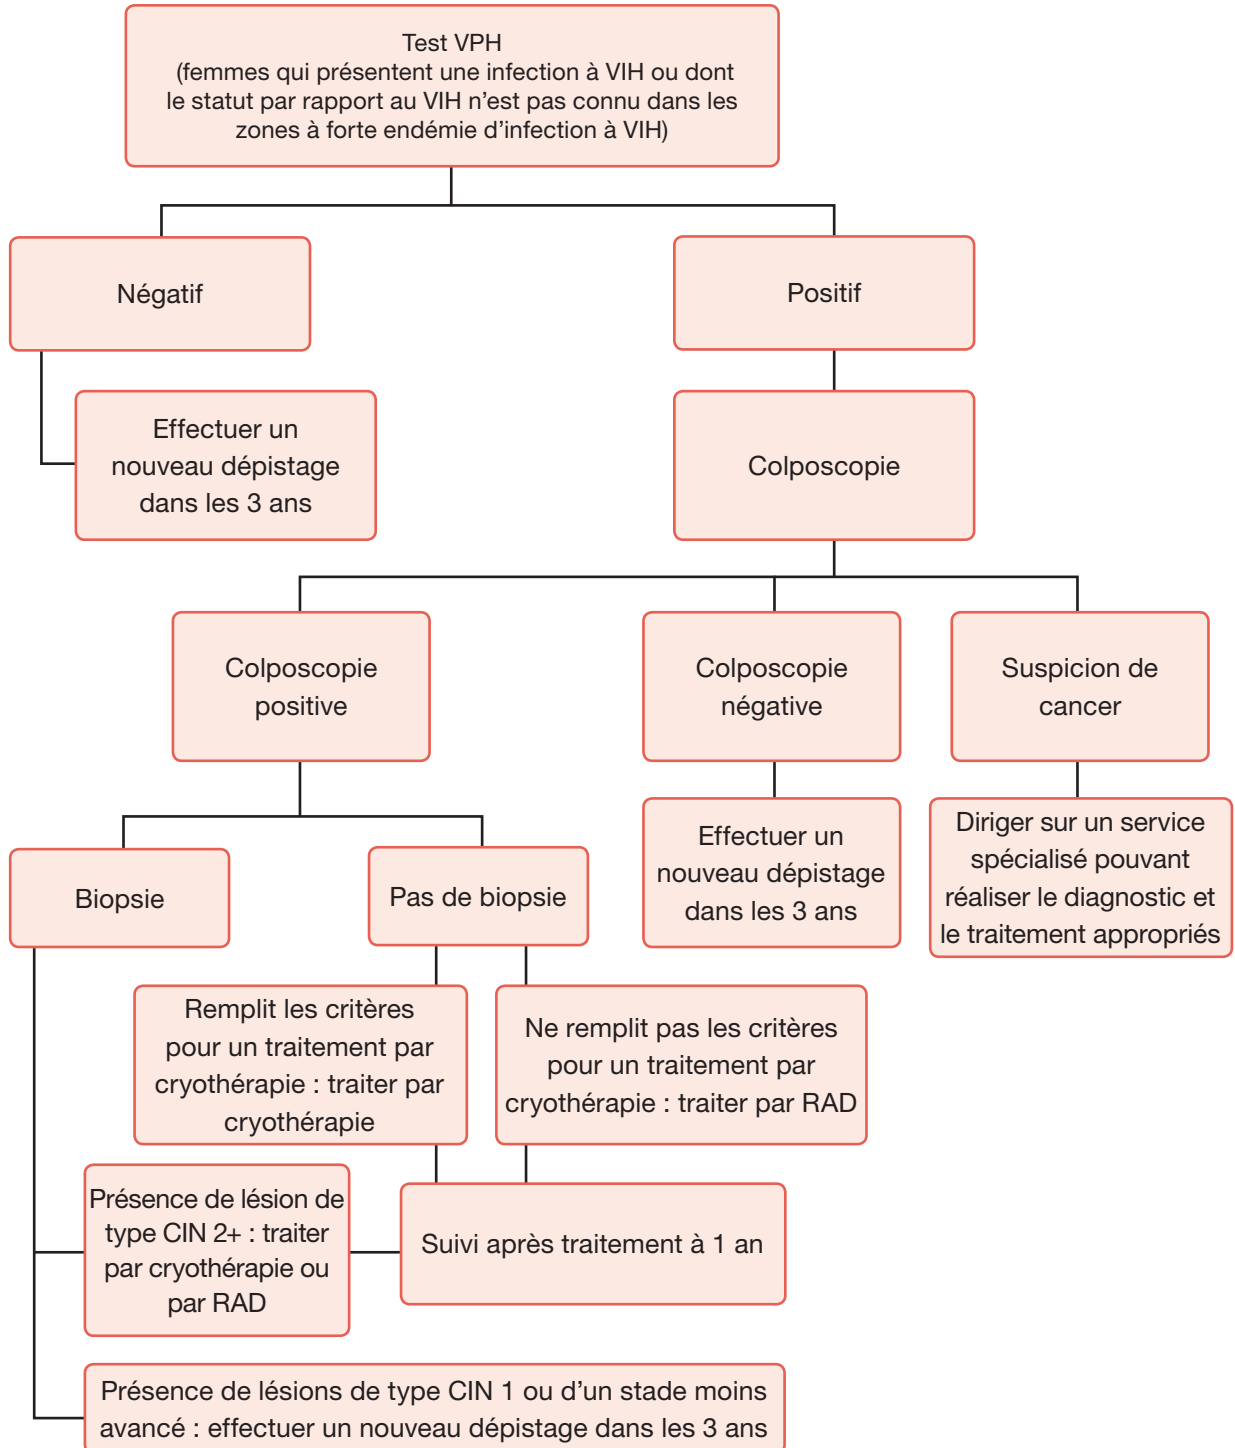 Test VPH
(femmes qui présentent une infection à VIH ou dont
le statut par rapport au VIH n’est pas connu dans les
zones à forte endémie d’infection à VIH)
Négatif
Positif
Effectuer un
nouveau dépistage
dans les 3 ans
Colposcopie
Colposcopie
positive
Colposcopie
négative
Suspicion de
cancer
Effectuer un
nouveau dépistage
dans les 3 ans
Diriger sur un service
spécialisé pouvant
réaliser le diagnostic et
le traitement appropriés
Biopsie
Pas de biopsie
Remplit les critères
pour un traitement par
cryothérapie : traiter par
cryothérapie
Ne remplit pas les critères
pour un traitement par
cryothérapie : traiter par RAD
Présence de lésion de
type CIN 2+ : traiter
par cryothérapie ou
par RAD
Suivi après traitement à 1 an
Présence de lésions de type CIN 1 ou d’un stade moins
avancé : effectuer un nouveau dépistage dans les 3 ans